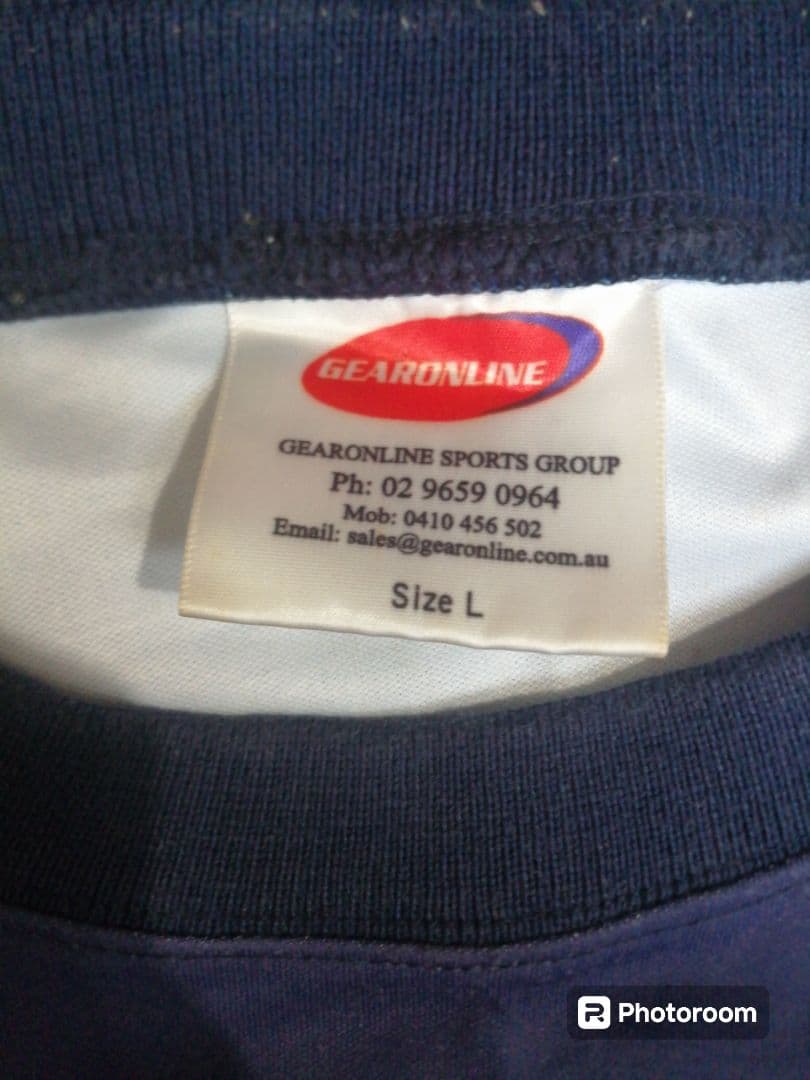 GEARONLINE
GEARONLINE SPORTS GROUP
Ph: 02 9659 0964
Mob: 0410 456 502
Email: sales@gearonline.com.au
Size L
Photoroom